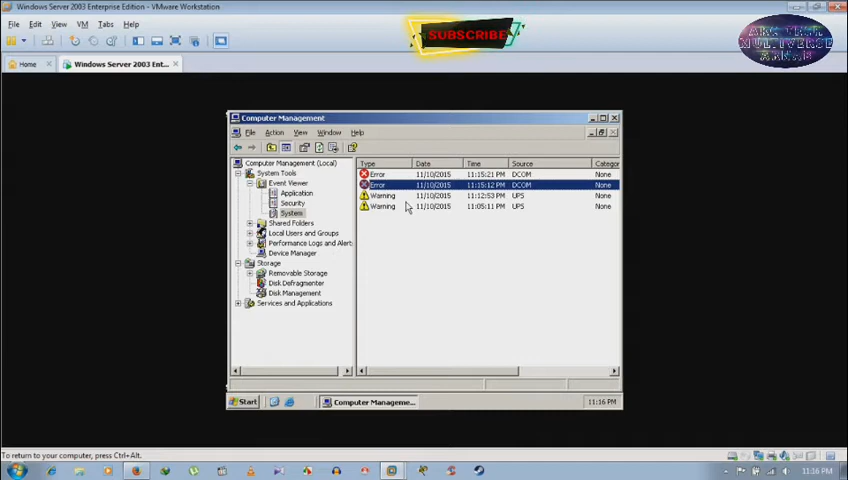 Windows Server 2003 Enterprise Edition - VMware Workstation
File Edit View VM Tabs Help
SUBSCRIBE
MULTIVERSE
Home
Windows Server 2003 Ent...
Computer Management
File Action View Window Help
Computer Management (Local)
System Tools
Event Viewer
Application
Security
System
Shared Folders
Local Users and Groups
Performance Logs and Alert
Device Manager
Storage
Removable Storage
Disk Defragmenter
Disk Management
Services and Applications
Type Date Time Source Categor
Error 11/10/2015 11:15:21 PM DCOM None
Error 11/10/2015 11:15:12 PM DCOM None
Warning 11/10/2015 11:12:53 PM UPS None
Warning 11/10/2015 11:05:11 PM UPS None
Start
Computer Manageme...
11:16 PM
To return to your computer, press Ctrl+Alt.
11:16 PM